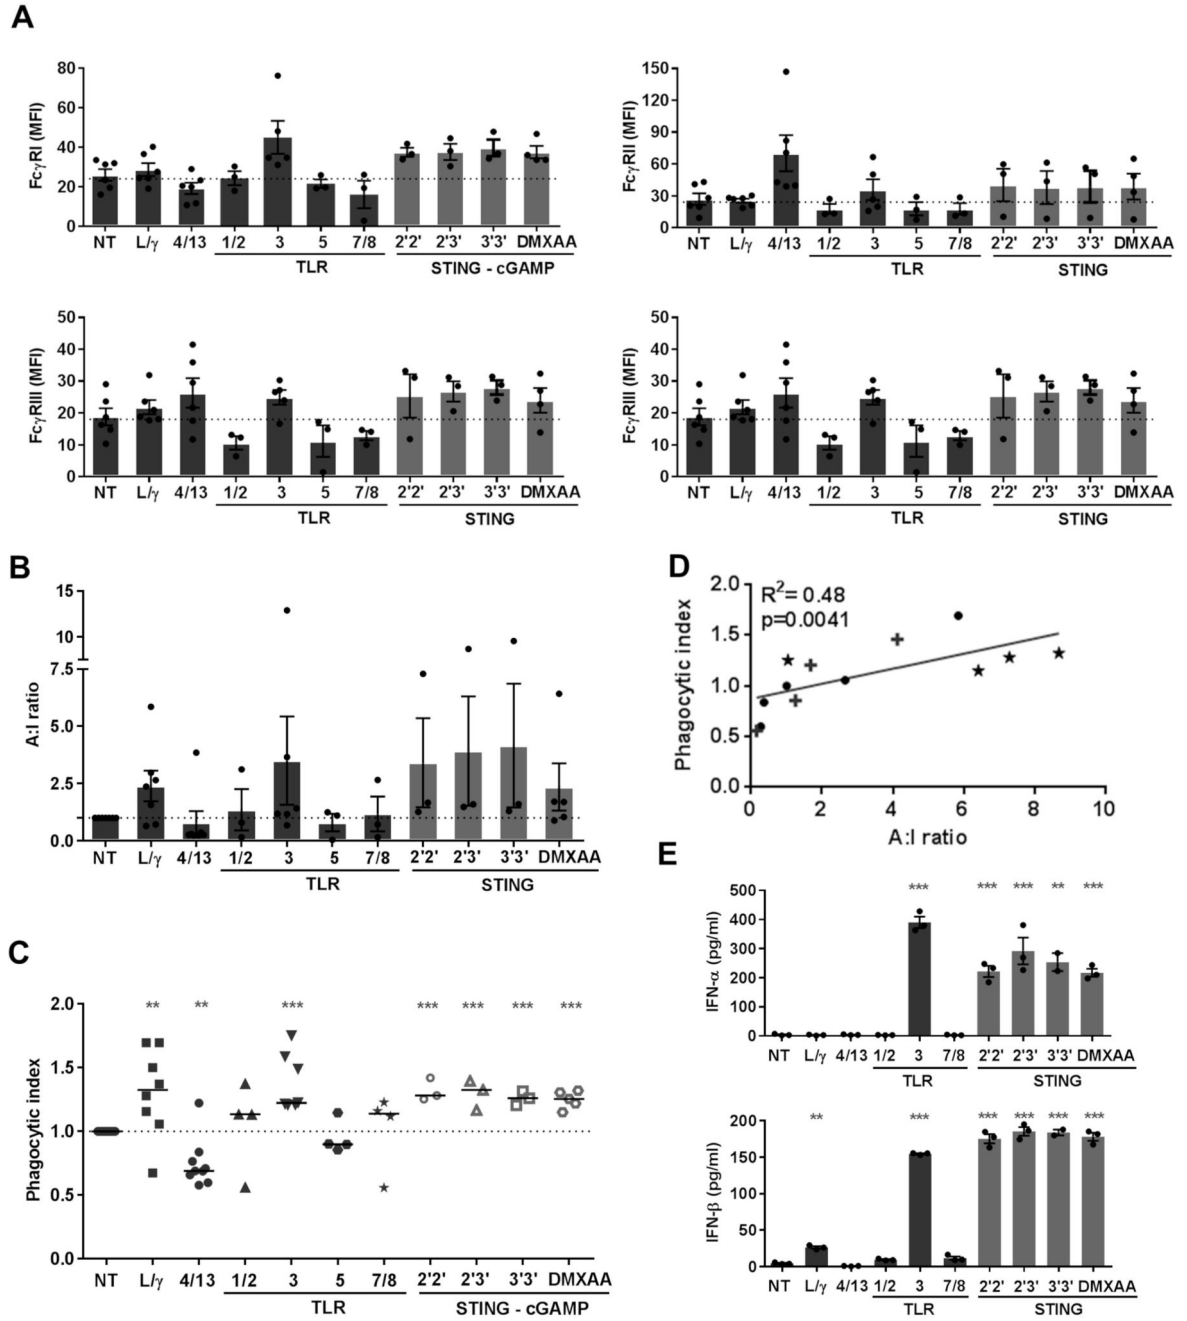 A
FcγRI (MFI)
80
60
40
20
0
NT L/γ 4/13 1/2 3 5 7/8 2'2' 2'3' 3'3' DMXAA
TLR STING - cGAMP
FcγRII (MFI)
150
120
90
60
30
0
NT L/γ 4/13 1/2 3 5 7/8 2'2' 2'3' 3'3' DMXAA
TLR STING
FcγRIII (MFI)
50
40
30
20
10
0
NT L/γ 4/13 1/2 3 5 7/8 2'2' 2'3' 3'3' DMXAA
TLR STING
FcγRIII (MFI)
50
40
30
20
10
0
NT L/γ 4/13 1/2 3 5 7/8 2'2' 2'3' 3'3' DMXAA
TLR STING
B
A:I ratio
15
10
7.5
5.0
2.5
0.0
NT L/γ 4/13 1/2 3 5 7/8 2'2' 2'3' 3'3' DMXAA
TLR STING
C
Phagocytic index
2.0
1.5
1.0
0.5
0.0
** ** *** *** *** *** ***
NT L/γ 4/13 1/2 3 5 7/8 2'2' 2'3' 3'3' DMXAA
TLR STING - cGAMP
D
Phagocytic index
2.0
1.5
1.0
0.5
0.0
R²= 0.48
p=0.0041
0 2 4 6 8 10
A:I ratio
E
IFN-α (pg/ml)
500
400
300
200
100
0
*** *** *** ** ***
NT L/γ 4/13 1/2 3 7/8 2'2' 2'3' 3'3' DMXAA
TLR STING
IFN-β (pg/ml)
200
150
100
50
0
** *** *** *** *** ***
NT L/γ 4/13 1/2 3 7/8 2'2' 2'3' 3'3' DMXAA
TLR STING